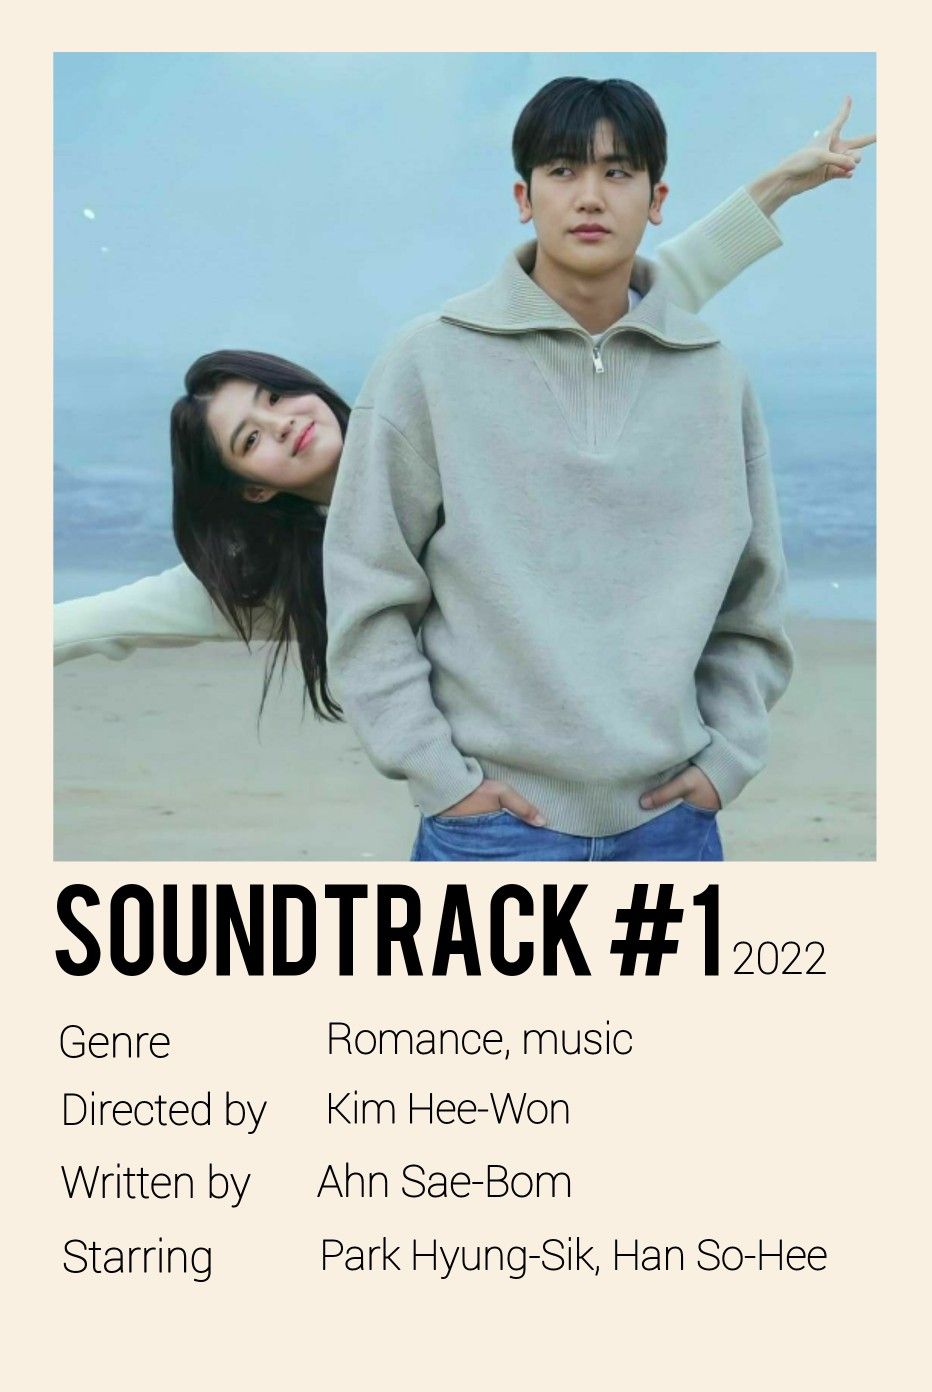 SOUNDTRACK #1 2022
Genre Romance, music
Directed by Kim Hee-Won
Written by Ahn Sae-Bom
Starring Park Hyung-Sik, Han So-Hee